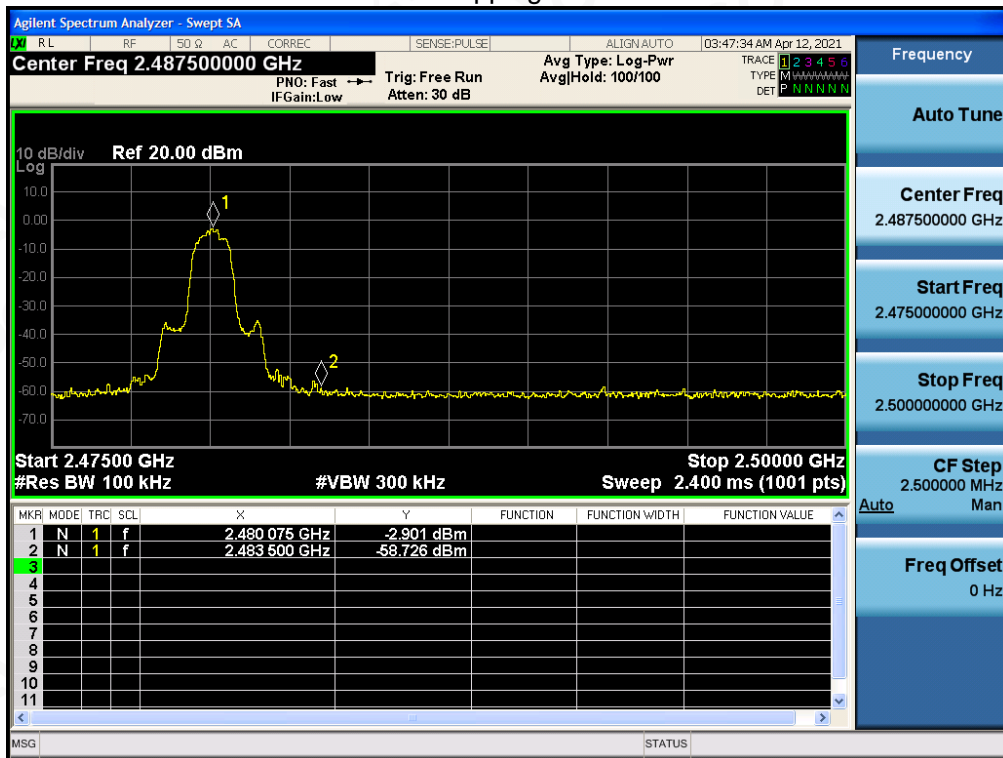 Agilent Spectrum Analyzer - Swept SA
LXI RL RF 50 Ω AC CORREC SENSE:PULSE ALIGN AUTO 03:47:34 AM Apr 12, 2021
Center Freq 2.487500000 GHz
PNO: Fast
IFGain:Low
Trig: Free Run
Atten: 30 dB
Avg Type: Log-Pwr
Avg|Hold: 100/100
TRACE 1 2 3 4 5 6
TYPE M WWWWW
DET P N N N N N
10 dB/div Ref 20.00 dBm
Log
10.0
0.00
-10.0
-20.0
-30.0
-40.0
-50.0
-60.0
-70.0
1
2
Start 2.47500 GHz Stop 2.50000 GHz
#Res BW 100 kHz #VBW 300 kHz Sweep 2.400 ms (1001 pts)
MKR MODE TRC SCL X Y FUNCTION FUNCTION WIDTH FUNCTION VALUE
1 N 1 f 2.480 075 GHz -2.901 dBm
2 N 1 f 2.483 500 GHz -58.726 dBm
3
4
5
6
7
8
9
10
11
MSG STATUS
Frequency
Auto Tune
Center Freq
2.487500000 GHz
Start Freq
2.475000000 GHz
Stop Freq
2.500000000 GHz
CF Step
2.500000 MHz
Auto Man
Freq Offset
0 Hz